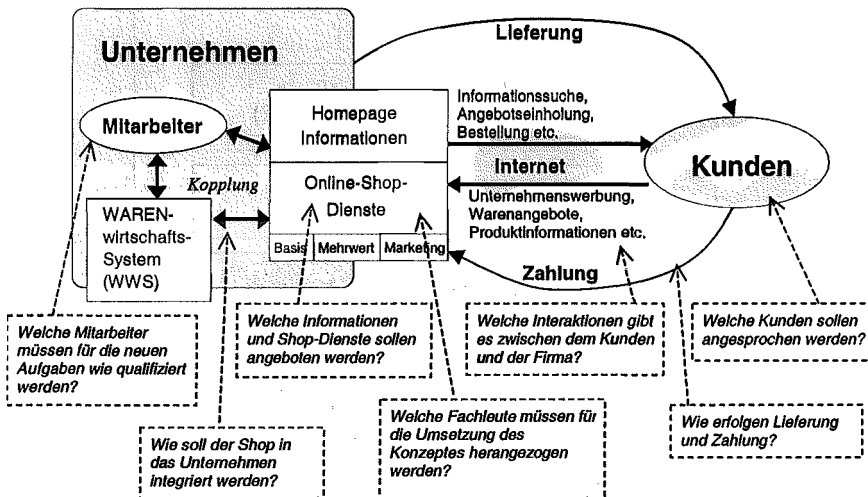 Unternehmen
Lieferung
Mitarbeiter
Homepage
Informationen
Informationssuche,
Angebotseinholung,
Bestellung etc.
Kunden
Internet
Kopplung
Online-Shop-
Dienste
Unternehmenswerbung,
Warenangebote,
Produktinformationen etc.
WAREN-
wirtschafts-
System
(WWS)
Basis Mehrwert Marketing
Zahlung
Welche Mitarbeiter
müssen für die neuen
Aufgaben wie qualifiziert
werden?
Welche Informationen
und Shop-Dienste sollen
angeboten werden?
Welche Interaktionen gibt
es zwischen dem Kunden
und der Firma?
Welche Kunden sollen
angesprochen werden?
Wie soll der Shop in
das Unternehmen
integriert werden?
Welche Fachleute müssen für
die Umsetzung des
Konzeptes herangezogen
werden?
Wie erfolgen Lieferung
und Zahlung?